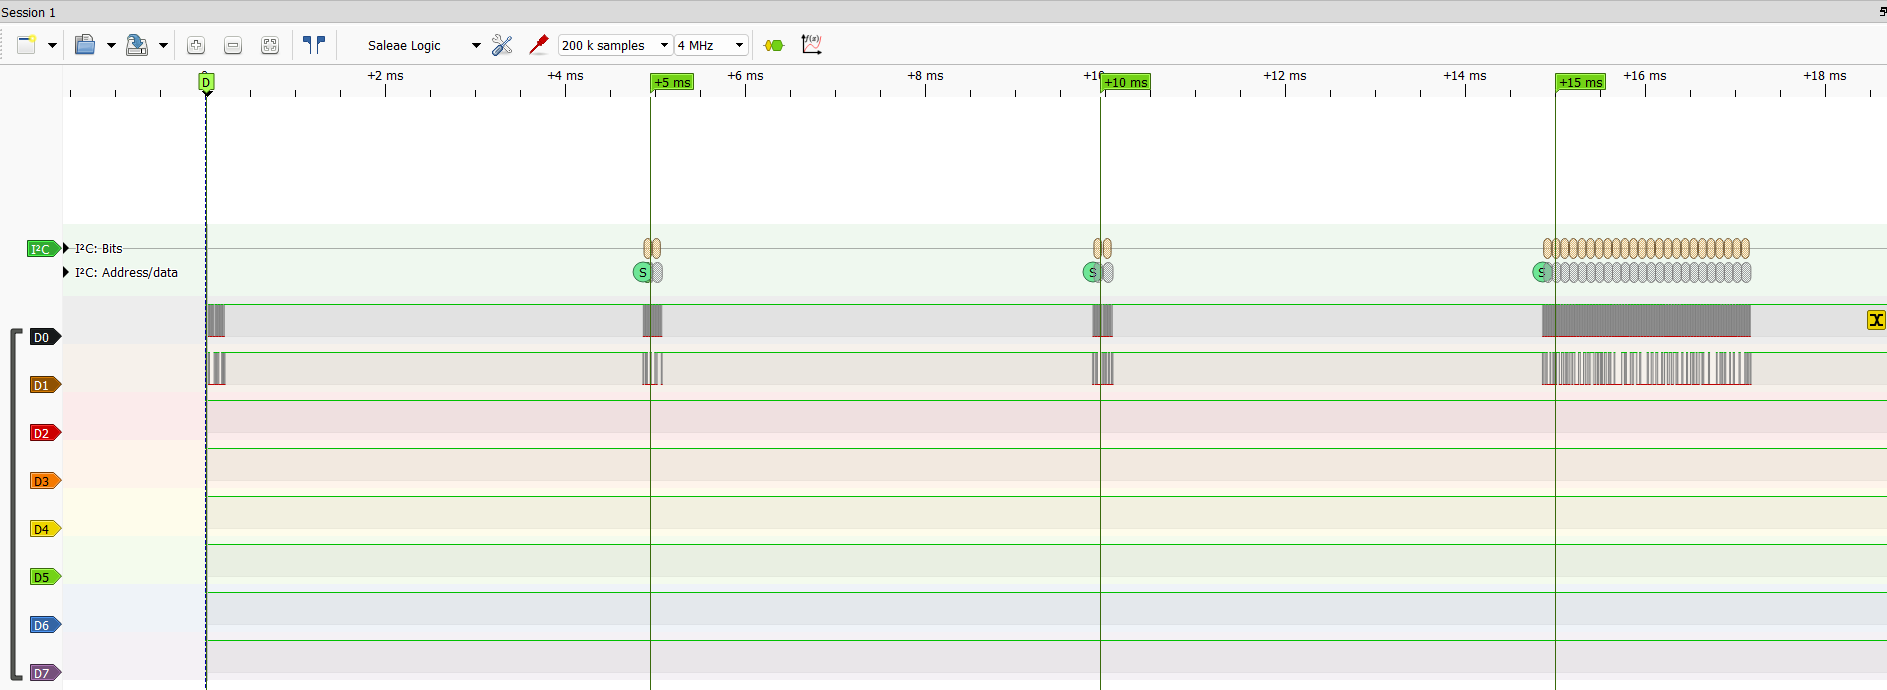 Session 1
Saleae Logic
200 k samples
4 MHz
f(x)
D
+2 ms
+4 ms
+5 ms
+6 ms
+8 ms
+10 ms
+12 ms
+14 ms
+15 ms
+16 ms
+18 ms
I²C
I²C: Bits
I²C: Address/data
S
S
S
D0
D1
D2
D3
D4
D5
D6
D7